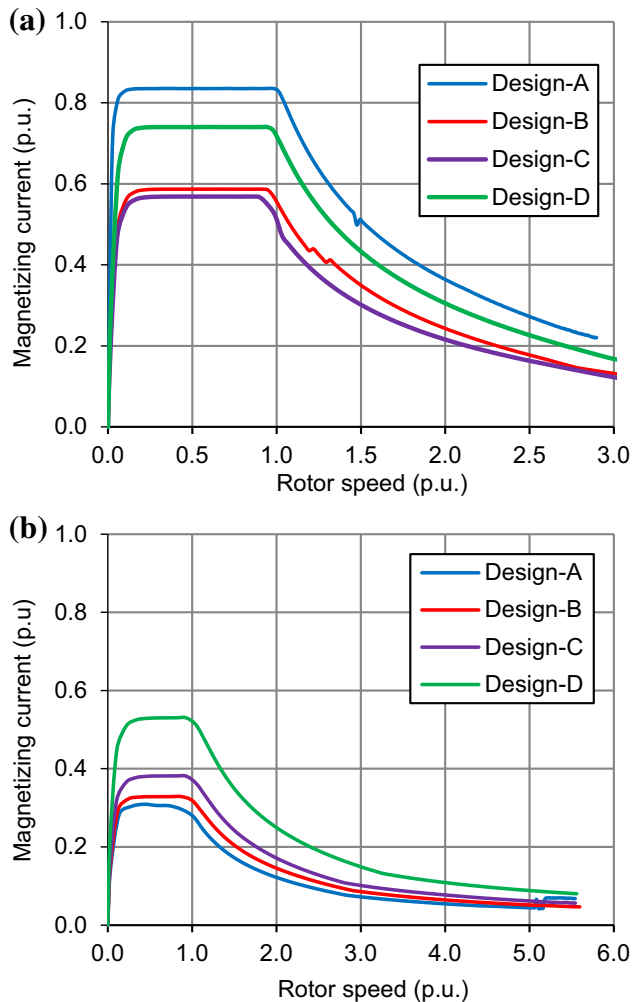 (a)
1.0
0.8
0.6
0.4
0.2
0.0
Magnetizing current (p.u.)
Design-A
Design-B
Design-C
Design-D
0.0 0.5 1.0 1.5 2.0 2.5 3.0
Rotor speed (p.u.)
(b)
1.0
0.8
0.6
0.4
0.2
0.0
Magnetizing current (p.u)
Design-A
Design-B
Design-C
Design-D
0.0 1.0 2.0 3.0 4.0 5.0 6.0
Rotor speed (p.u.)